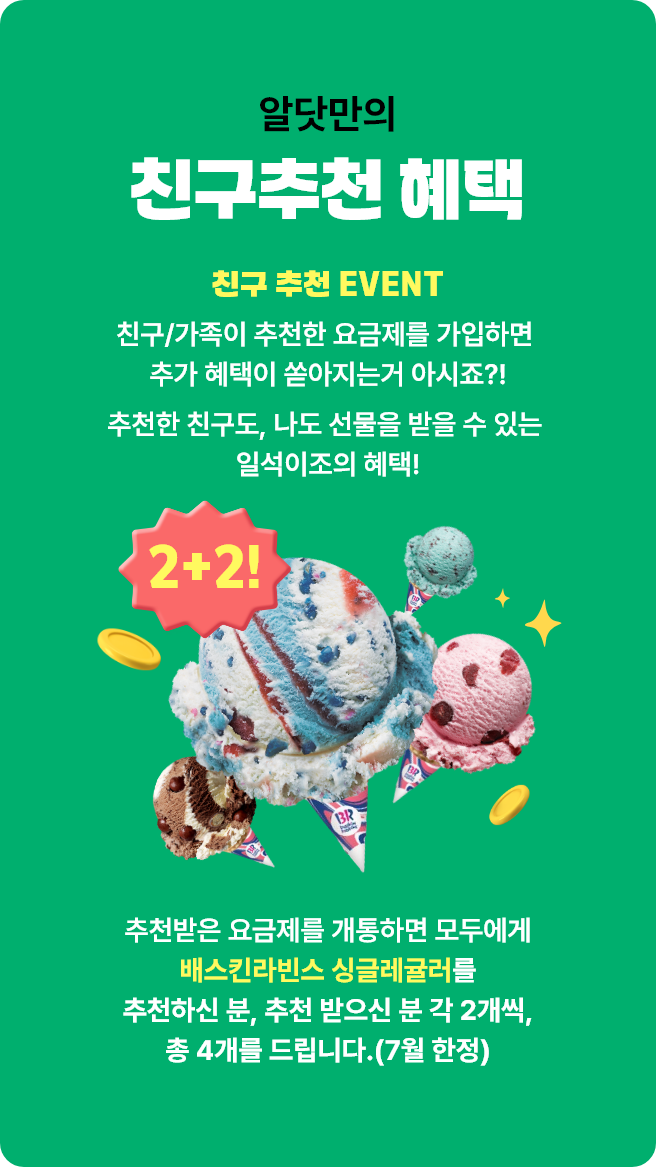 알닷만의
친구추천 혜택
친구 추천 EVENT
친구/가족이 추천한 요금제를 가입하면
추가 혜택이 쏟아지는거 아시죠?!
추천한 친구도, 나도 선물을 받을 수 있는
일석이조의 혜택!
2+2!
BR
추천받은 요금제를 개통하면 모두에게
배스킨라빈스 싱글레귤러를
추천하신 분, 추천 받으신 분 각 2개씩,
총 4개를 드립니다.(7월 한정)